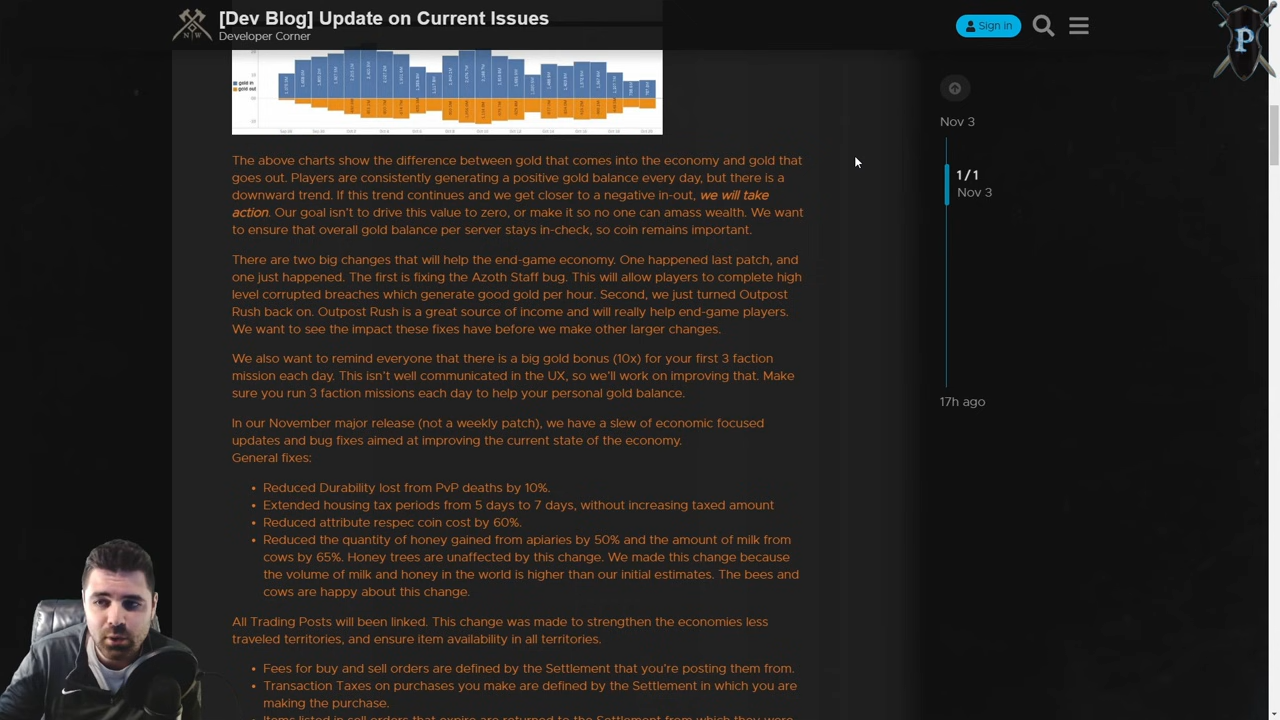 [Dev Blog] Update on Current Issues
Developer Corner
N W
Sign in
P
gold in
gold out
Nov 3
1/1
Nov 3
17h ago
The above charts show the difference between gold that comes into the economy and gold that
goes out. Players are consistently generating a positive gold balance every day, but there is a
downward trend. If this trend continues and we get closer to a negative in-out, we will take
action. Our goal isn't to drive this value to zero, or make it so no one can amass wealth. We want
to ensure that overall gold balance per server stays in-check, so coin remains important.
There are two big changes that will help the end-game economy. One happened last patch, and
one just happened. The first is fixing the Azoth Staff bug. This will allow players to complete high
level corrupted breaches which generate good gold per hour. Second, we just turned Outpost
Rush back on. Outpost Rush is a great source of income and will really help end-game players.
We want to see the impact these fixes have before we make other larger changes.
We also want to remind everyone that there is a big gold bonus (10x) for your first 3 faction
mission each day. This isn't well communicated in the UX, so we'll work on improving that. Make
sure you run 3 faction missions each day to help your personal gold balance.
In our November major release (not a weekly patch), we have a slew of economic focused
updates and bug fixes aimed at improving the current state of the economy.
General fixes:
• Reduced Durability lost from PvP deaths by 10%.
• Extended housing tax periods from 5 days to 7 days, without increasing taxed amount
• Reduced attribute respec coin cost by 60%.
• Reduced the quantity of honey gained from apiaries by 50% and the amount of milk from
cows by 65%. Honey trees are unaffected by this change. We made this change because
the volume of milk and honey in the world is higher than our initial estimates. The bees and
cows are happy about this change.
All Trading Posts will been linked. This change was made to strengthen the economies less
traveled territories, and ensure item availability in all territories.
• Fees for buy and sell orders are defined by the Settlement that you're posting them from.
• Transaction Taxes on purchases you make are defined by the Settlement in which you are
making the purchase.
• Items listed in sell orders that expire are returned to the Settlement from which they were